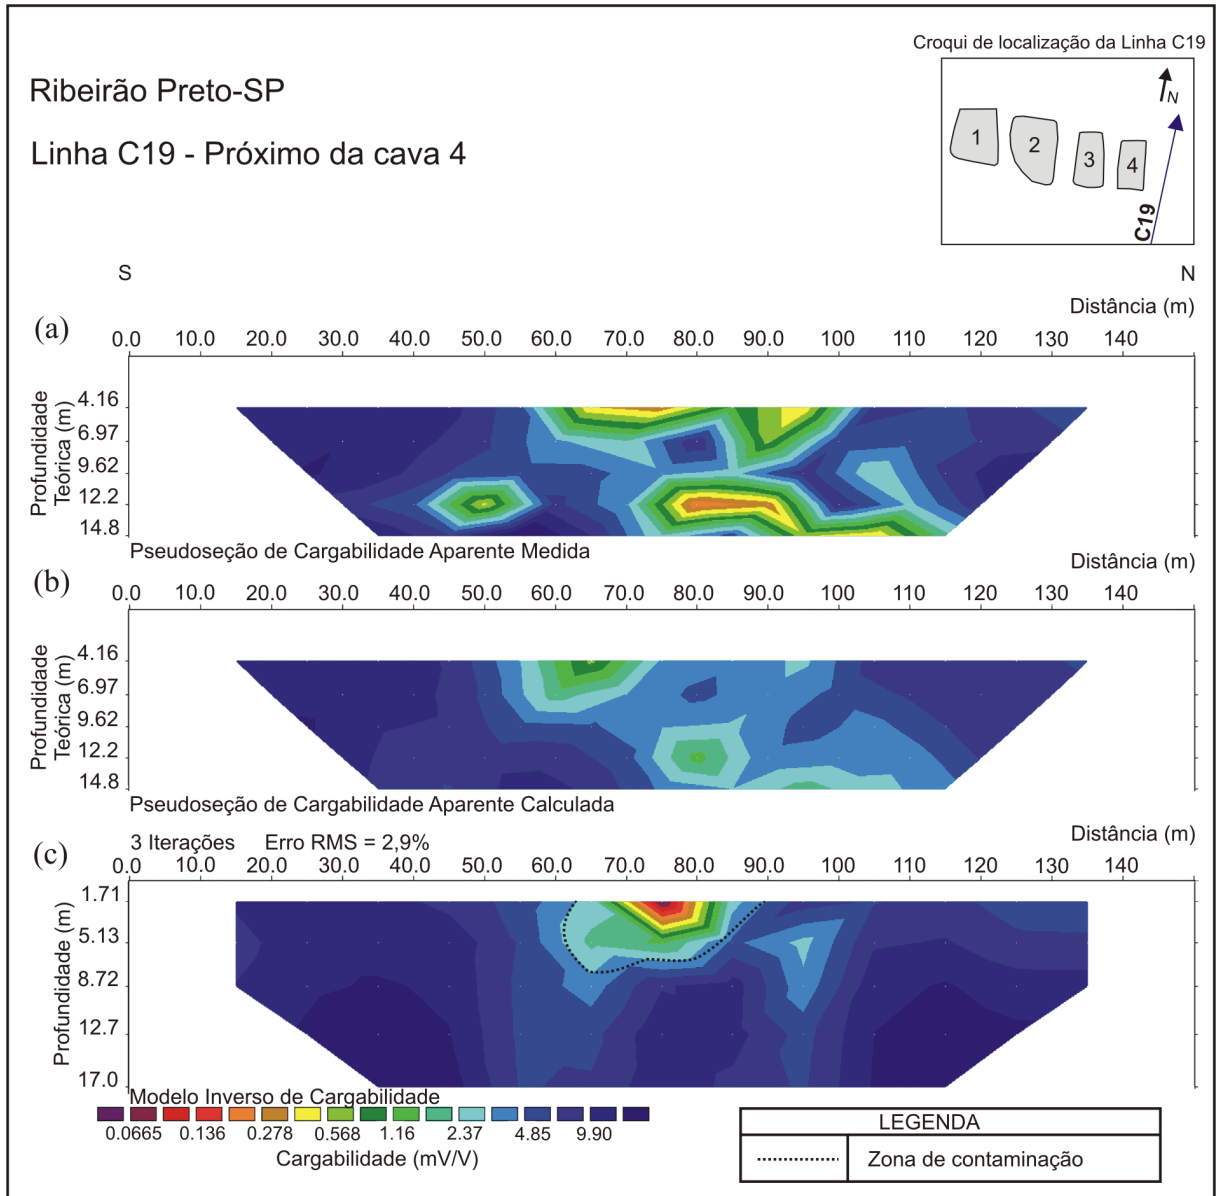 Croqui de localização da Linha C19
Ribeirão Preto-SP
Linha C19 - Próximo da cava 4
N
1
2
3
4
C19
S
N
Distância (m)
(a)
0.0 10.0 20.0 30.0 40.0 50.0 60.0 70.0 80.0 90.0 100 110 120 130 140
Profundidade
Teórica (m)
4.16
6.97
9.62
12.2
14.8
Pseudoseção de Cargabilidade Aparente Medida
Distância (m)
(b)
0.0 10.0 20.0 30.0 40.0 50.0 60.0 70.0 80.0 90.0 100 110 120 130 140
Profundidade
Teórica (m)
4.16
6.97
9.62
12.2
14.8
Pseudoseção de Cargabilidade Aparente Calculada
Distância (m)
3 Iterações Erro RMS = 2,9%
(c)
0.0 10.0 20.0 30.0 40.0 50.0 60.0 70.0 80.0 90.0 100 110 120 130 140
Profundidade (m)
1.71
5.13
8.72
12.7
17.0
Modelo Inverso de Cargabilidade
0.0665 0.136 0.278 0.568 1.16 2.37 4.85 9.90
Cargabilidade (mV/V)
LEGENDA
Zona de contaminação